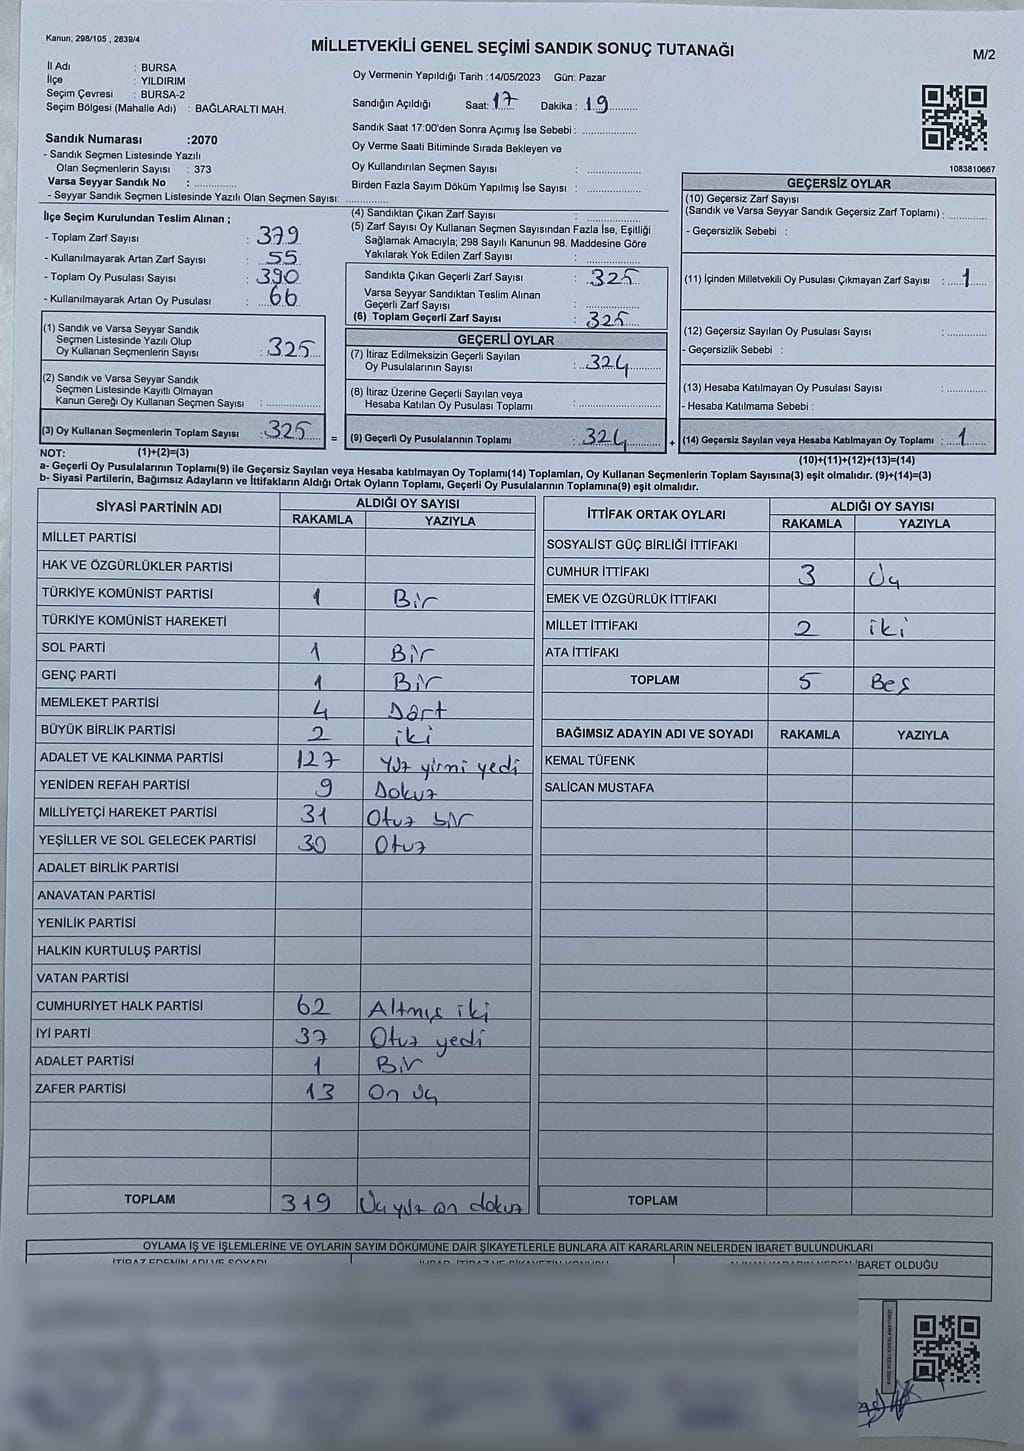 Kanun; 298/105 , 2839/4
MİLLETVEKİLİ GENEL SEÇİMİ SANDIK SONUÇ TUTANAĞI
M/2
İl Adı : BURSA
İlçe : YILDIRIM
Seçim Çevresi : BURSA-2
Seçim Bölgesi (Mahalle Adı) : BAĞLARALTI MAH.
Oy Vermenin Yapıldığı Tarih :14/05/2023 Gün: Pazar
Sandığın Açıldığı Saat: 17 Dakika : 19
Sandık Saat 17:00'den Sonra Açımış İse Sebebi :
Oy Verme Saati Bitiminde Sırada Bekleyen ve
Oy Kullandırılan Seçmen Sayısı :
Birden Fazla Sayım Döküm Yapılmış İse Sayısı :
1083810667
Sandık Numarası :2070
- Sandık Seçmen Listesinde Yazılı
Olan Seçmenlerin Sayısı : 373
Varsa Seyyar Sandık No :
- Seyyar Sandık Seçmen Listesinde Yazılı Olan Seçmen Sayısı:
İlçe Seçim Kurulundan Teslim Alınan ;
- Toplam Zarf Sayısı : 379
- Kullanılmayarak Artan Zarf Sayısı : 55
- Toplam Oy Pusulası Sayısı : 390
- Kullanılmayarak Artan Oy Pusulası : 66
(1) Sandık ve Varsa Seyyar Sandık
Seçmen Listesinde Yazılı Olup
Oy Kullanan Seçmenlerin Sayısı : 325
(2) Sandık ve Varsa Seyyar Sandık
Seçmen Listesinde Kayıtlı Olmayan
Kanun Gereği Oy Kullanan Seçmen Sayısı :
(3) Oy Kullanan Seçmenlerin Toplam Sayısı : 325 =
(4) Sandıktan Çıkan Zarf Sayısı :
(5) Zarf Sayısı Oy Kullanan Seçmen Sayısından Fazla İse, Eşitliği
Sağlamak Amacıyla; 298 Sayılı Kanunun 98. Maddesine Göre
Yakılarak Yok Edilen Zarf Sayısı :
Sandıkta Çıkan Geçerli Zarf Sayısı : 325
Varsa Seyyar Sandıktan Teslim Alınan
Geçerli Zarf Sayısı :
(6) Toplam Geçerli Zarf Sayısı : 325
GEÇERLİ OYLAR
(7) İtiraz Edilmeksizin Geçerli Sayılan
Oy Pusulalarının Sayısı : 324
(8) İtiraz Üzerine Geçerli Sayılan veya
Hesaba Katılan Oy Pusulası Toplamı :
(9) Geçerli Oy Pusulalarının Toplamı : 324 +
GEÇERSİZ OYLAR
(10) Geçersiz Zarf Sayısı
(Sandık ve Varsa Seyyar Sandık Geçersiz Zarf Toplamı) :
- Geçersizlik Sebebi :
(11) İçinden Milletvekili Oy Pusulası Çıkmayan Zarf Sayısı : 1
(12) Geçersiz Sayılan Oy Pusulası Sayısı :
- Geçersizlik Sebebi :
(13) Hesaba Katılmayan Oy Pusulası Sayısı :
- Hesaba Katılmama Sebebi :
(14) Geçersiz Sayılan veya Hesaba Katılmayan Oy Toplamı : 1
NOT: (1)+(2)=(3)
(10)+(11)+(12)+(13)=(14)
a- Geçerli Oy Pusulalarının Toplamı(9) ile Geçersiz Sayılan veya Hesaba katılmayan Oy Toplamı(14) Toplamları, Oy Kullanan Seçmenlerin Toplam Sayısına(3) eşit olmalıdır. (9)+(14)=(3)
b- Siyasi Partilerin, Bağımsız Adayların ve İttifakların Aldığı Ortak Oyların Toplamı, Geçerli Oy Pusulalarının Toplamına(9) eşit olmalıdır.
SİYASİ PARTİNİN ADI ALDIĞI OY SAYISI
RAKAMLA YAZIYLA
MİLLET PARTİSİ
HAK VE ÖZGÜRLÜKLER PARTİSİ
TÜRKİYE KOMÜNİST PARTİSİ 1 Bir
TÜRKİYE KOMÜNİST HAREKETİ
SOL PARTİ 1 Bir
GENÇ PARTİ 1 Bir
MEMLEKET PARTİSİ 4 Dört
BÜYÜK BİRLİK PARTİSİ 2 iki
ADALET VE KALKINMA PARTİSİ 127 Yüz yirmi yedi
YENİDEN REFAH PARTİSİ 9 Dokuz
MİLLİYETÇİ HAREKET PARTİSİ 31 Otuz bir
YEŞİLLER VE SOL GELECEK PARTİSİ 30 Otuz
ADALET BİRLİK PARTİSİ
ANAVATAN PARTİSİ
YENİLİK PARTİSİ
HALKIN KURTULUŞ PARTİSİ
VATAN PARTİSİ
CUMHURİYET HALK PARTİSİ 62 Altmış iki
İYİ PARTİ 37 Otuz yedi
ADALET PARTİSİ 1 Bir
ZAFER PARTİSİ 13 On üç
TOPLAM 319 Üç yüz on dokuz
İTTİFAK ORTAK OYLARI ALDIĞI OY SAYISI
RAKAMLA YAZIYLA
SOSYALİST GÜÇ BİRLİĞİ İTTİFAKI
CUMHUR İTTİFAKI 3 Üç
EMEK VE ÖZGÜRLÜK İTTİFAKI
MİLLET İTTİFAKI 2 iki
ATA İTTİFAKI
TOPLAM 5 Beş
BAĞIMSIZ ADAYIN ADI VE SOYADI RAKAMLA YAZIYLA
KEMAL TÜFENK
SALİCAN MUSTAFA
TOPLAM
OYLAMA İŞ VE İŞLEMLERİNE VE OYLARIN SAYIM DÖKÜMÜNE DAİR ŞİKAYETLERLE BUNLARA AİT KARARLARIN NELERDEN İBARET BULUNDUKLARI
İTİRAZ EDENİN ADI VE SOYADI
İBARET OLDUĞU